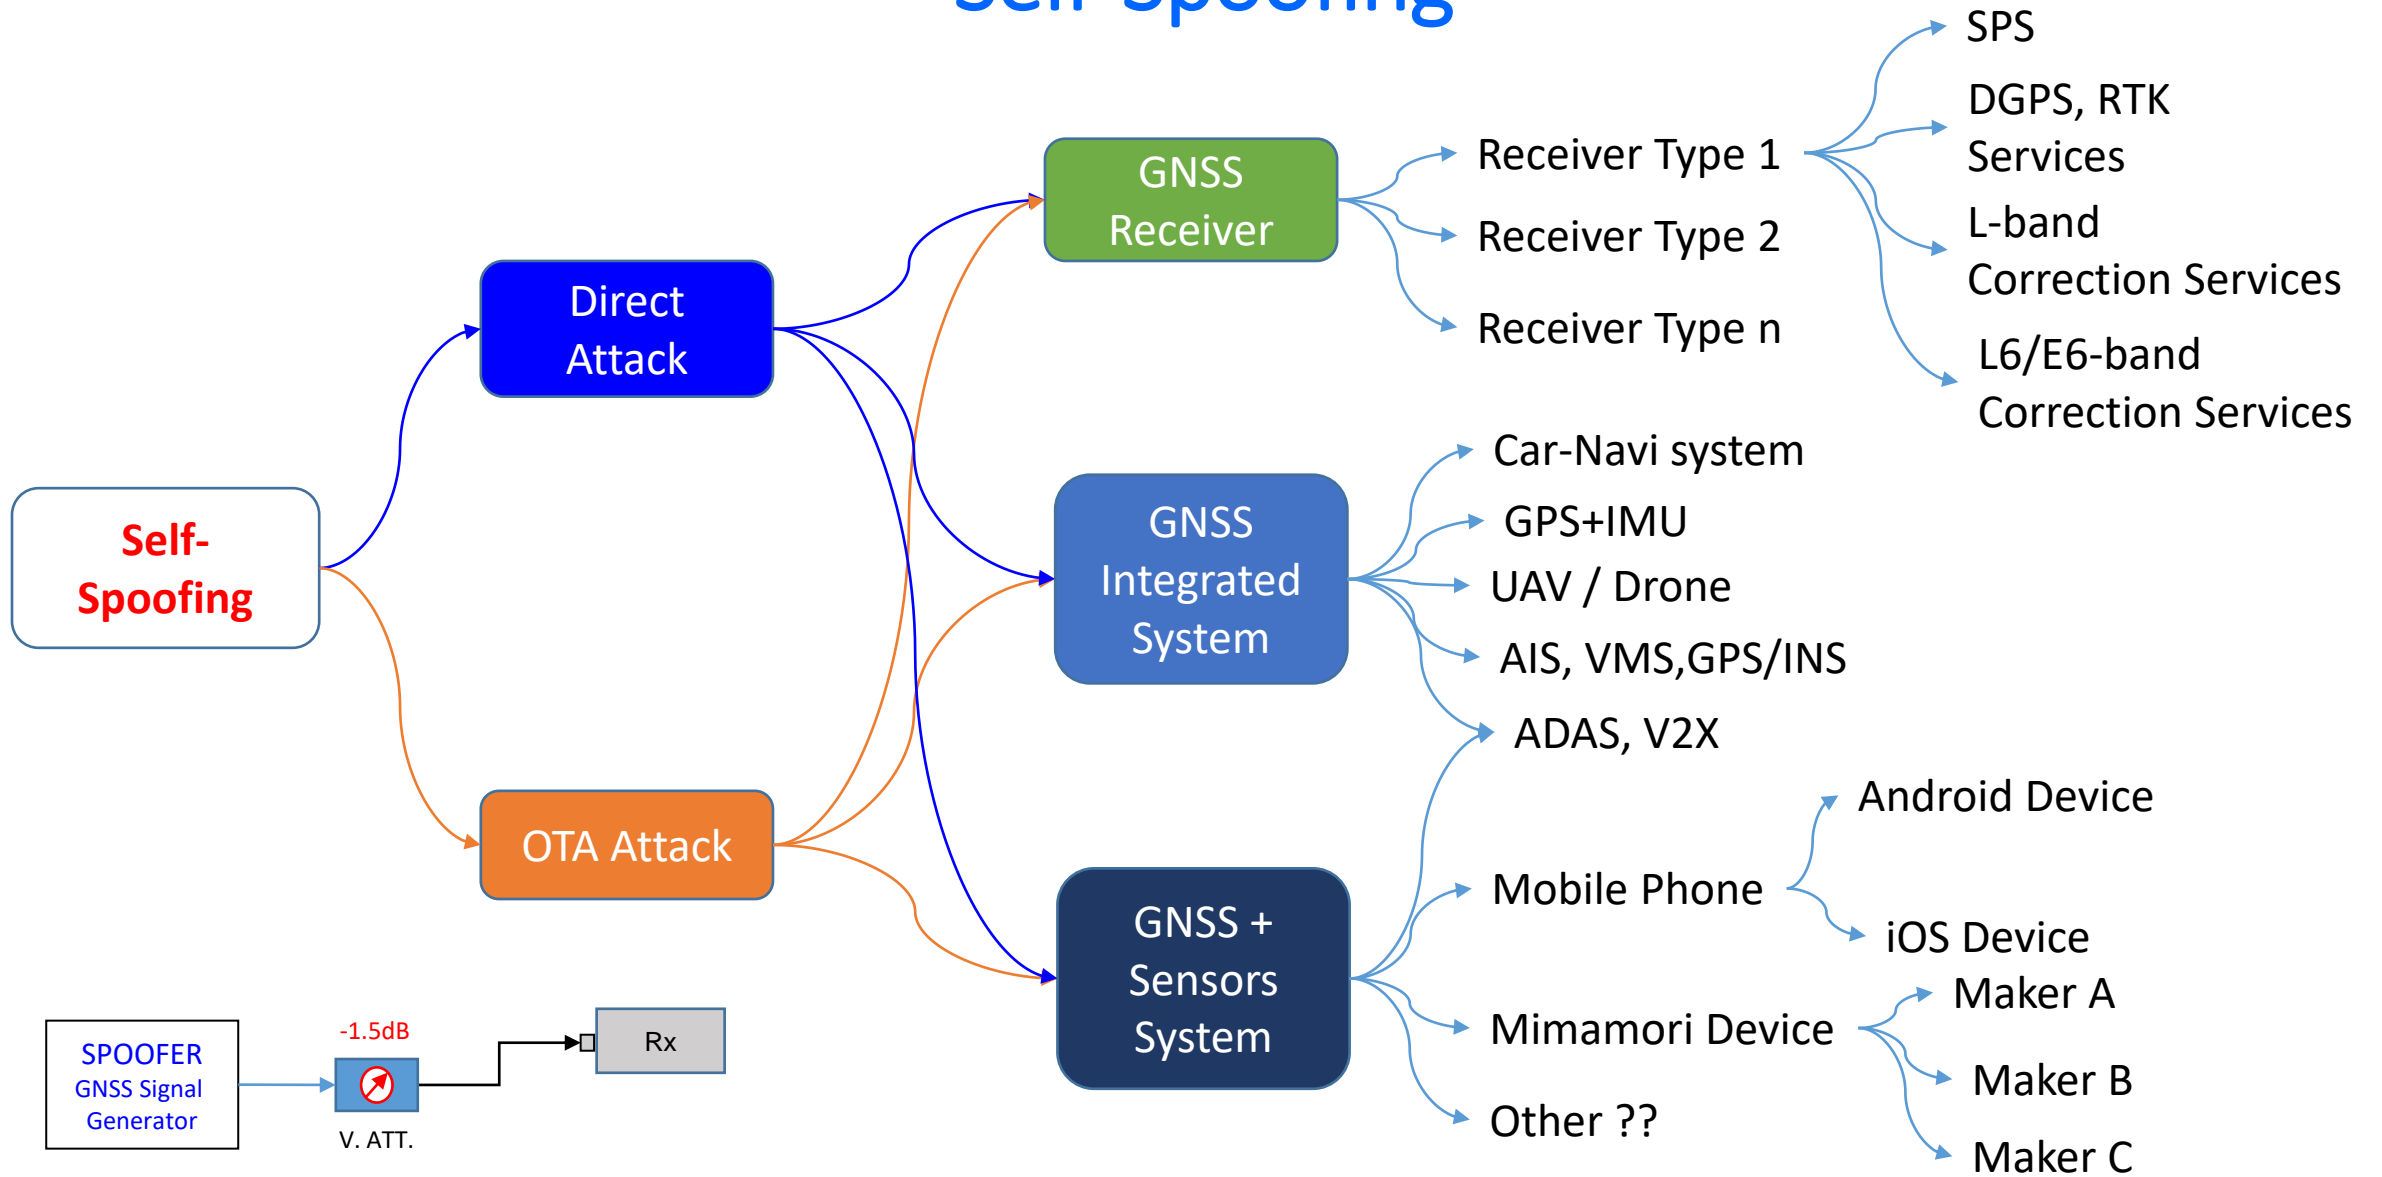 Self-Spoofing
SPS
DGPS, RTK
Services
L-band
Correction Services
L6/E6-band
Correction Services
GNSS
Receiver
Receiver Type 1
Receiver Type 2
Receiver Type n
Direct
Attack
Self-
Spoofing
OTA Attack
GNSS
Integrated
System
Car-Navi system
GPS+IMU
UAV / Drone
AIS, VMS,GPS/INS
ADAS, V2X
GNSS +
Sensors
System
Mobile Phone
Android Device
iOS Device
Mimamori Device
Maker A
Maker B
Maker C
Other ??
SPOOFER
GNSS Signal
Generator
-1.5dB
V. ATT.
Rx